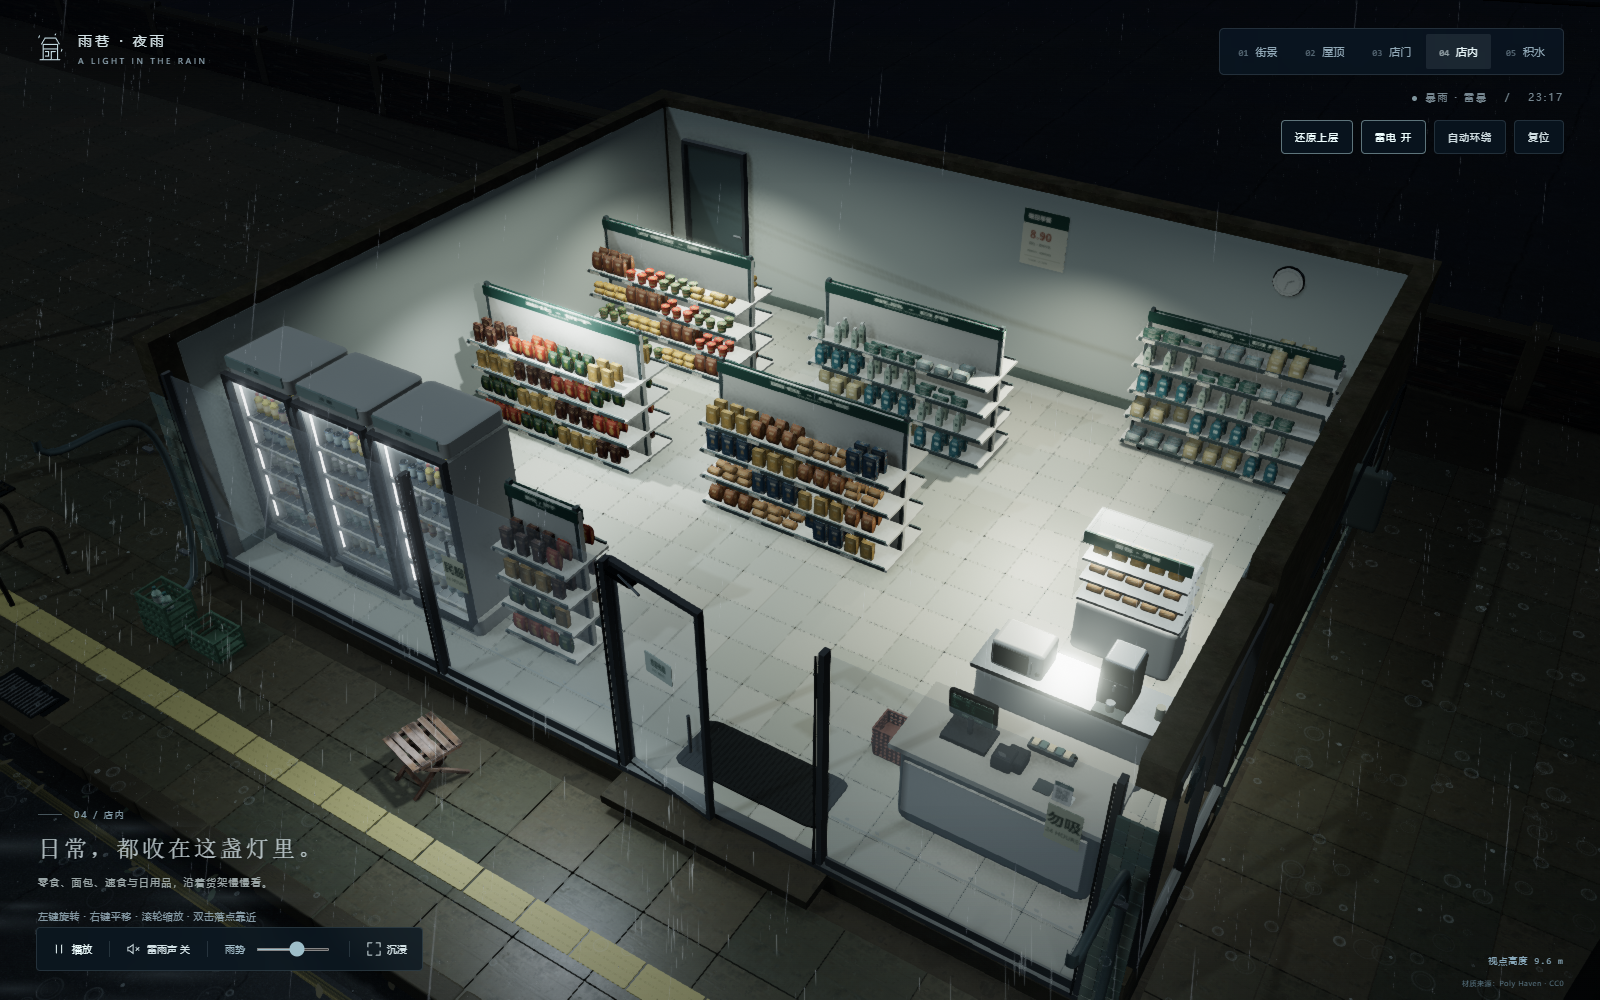 雨巷 · 夜雨
A LIGHT IN THE RAIN
01 街景 02 屋顶 03 店门 04 店内 05 积水
暴雨 · 雷暴 / 23:17
还原上层 雷电 开 自动环绕 复位
8.90
勿吸
04 / 店内
日常，都收在这盏灯里。
零食、面包、速食与日用品，沿着货架慢慢看。
左键旋转 · 右键平移 · 滚轮缩放 · 双击落点靠近
播放 雷雨声 关 雨势 沉浸
视点高度 9.6 m
材质来源: Poly Haven · CC0